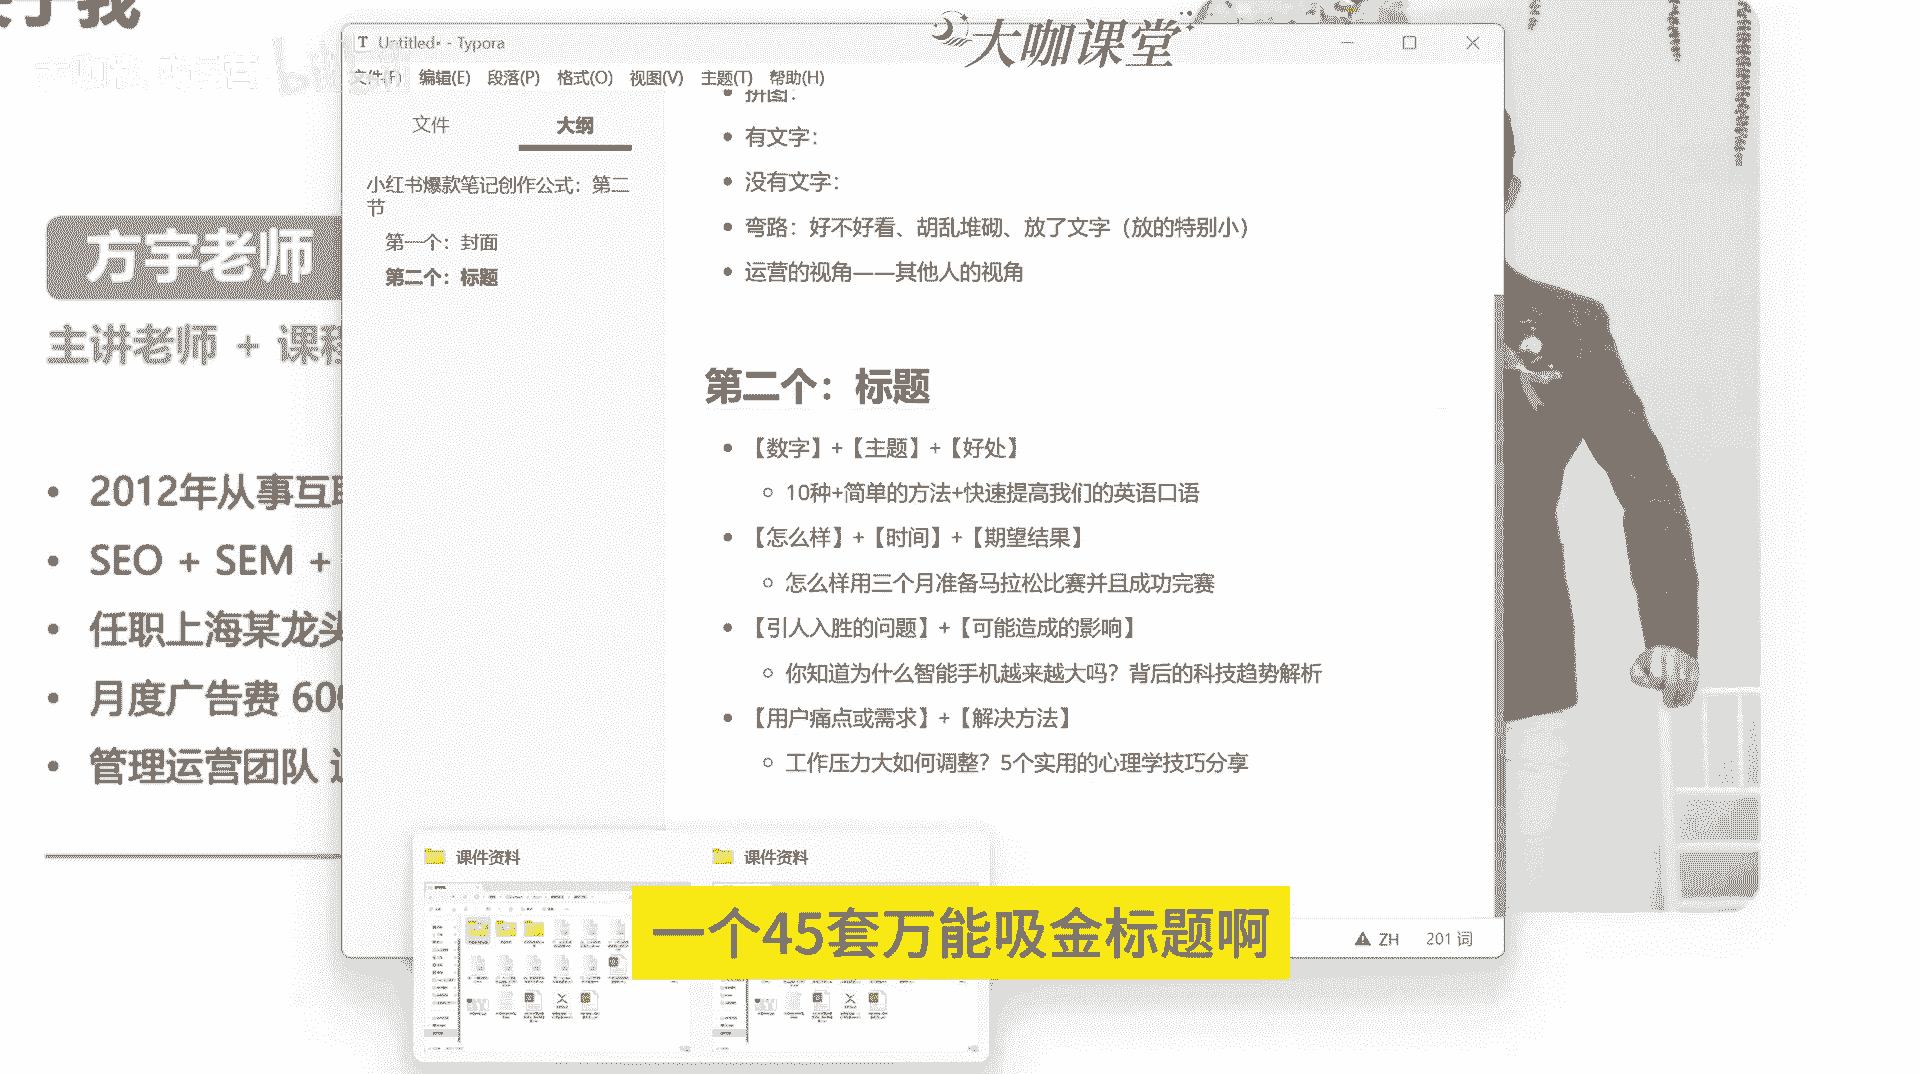 大咖课堂
Untitled• - Typora
文件(F) 编辑(E) 段落(P) 格式(O) 视图(V) 主题(T) 帮助(H)
文件
大纲
小红书爆款笔记创作公式：第二
节
第一个：封面
第二个：标题
拼图：
有文字：
没有文字：
弯路：好不好看、胡乱堆砌、放了文字（放的特别小）
运营的视角——其他人的视角
第二个：标题
【数字】+【主题】+【好处】
10种+简单的方法+快速提高我们的英语口语
【怎么样】+【时间】+【期望结果】
怎么样用三个月准备马拉松比赛并且成功完赛
【引人入胜的问题】+【可能造成的影响】
你知道为什么智能手机越来越大吗？背后的科技趋势解析
【用户痛点或需求】+【解决方法】
工作压力大如何调整？5个实用的心理学技巧分享
ZH 201 词
方宇老师
主讲老师 + 课程
2012年从事互联
SEO + SEM +
任职上海某龙头
月度广告费 600
管理运营团队
课件资料
课件资料
一个45套万能吸金标题啊